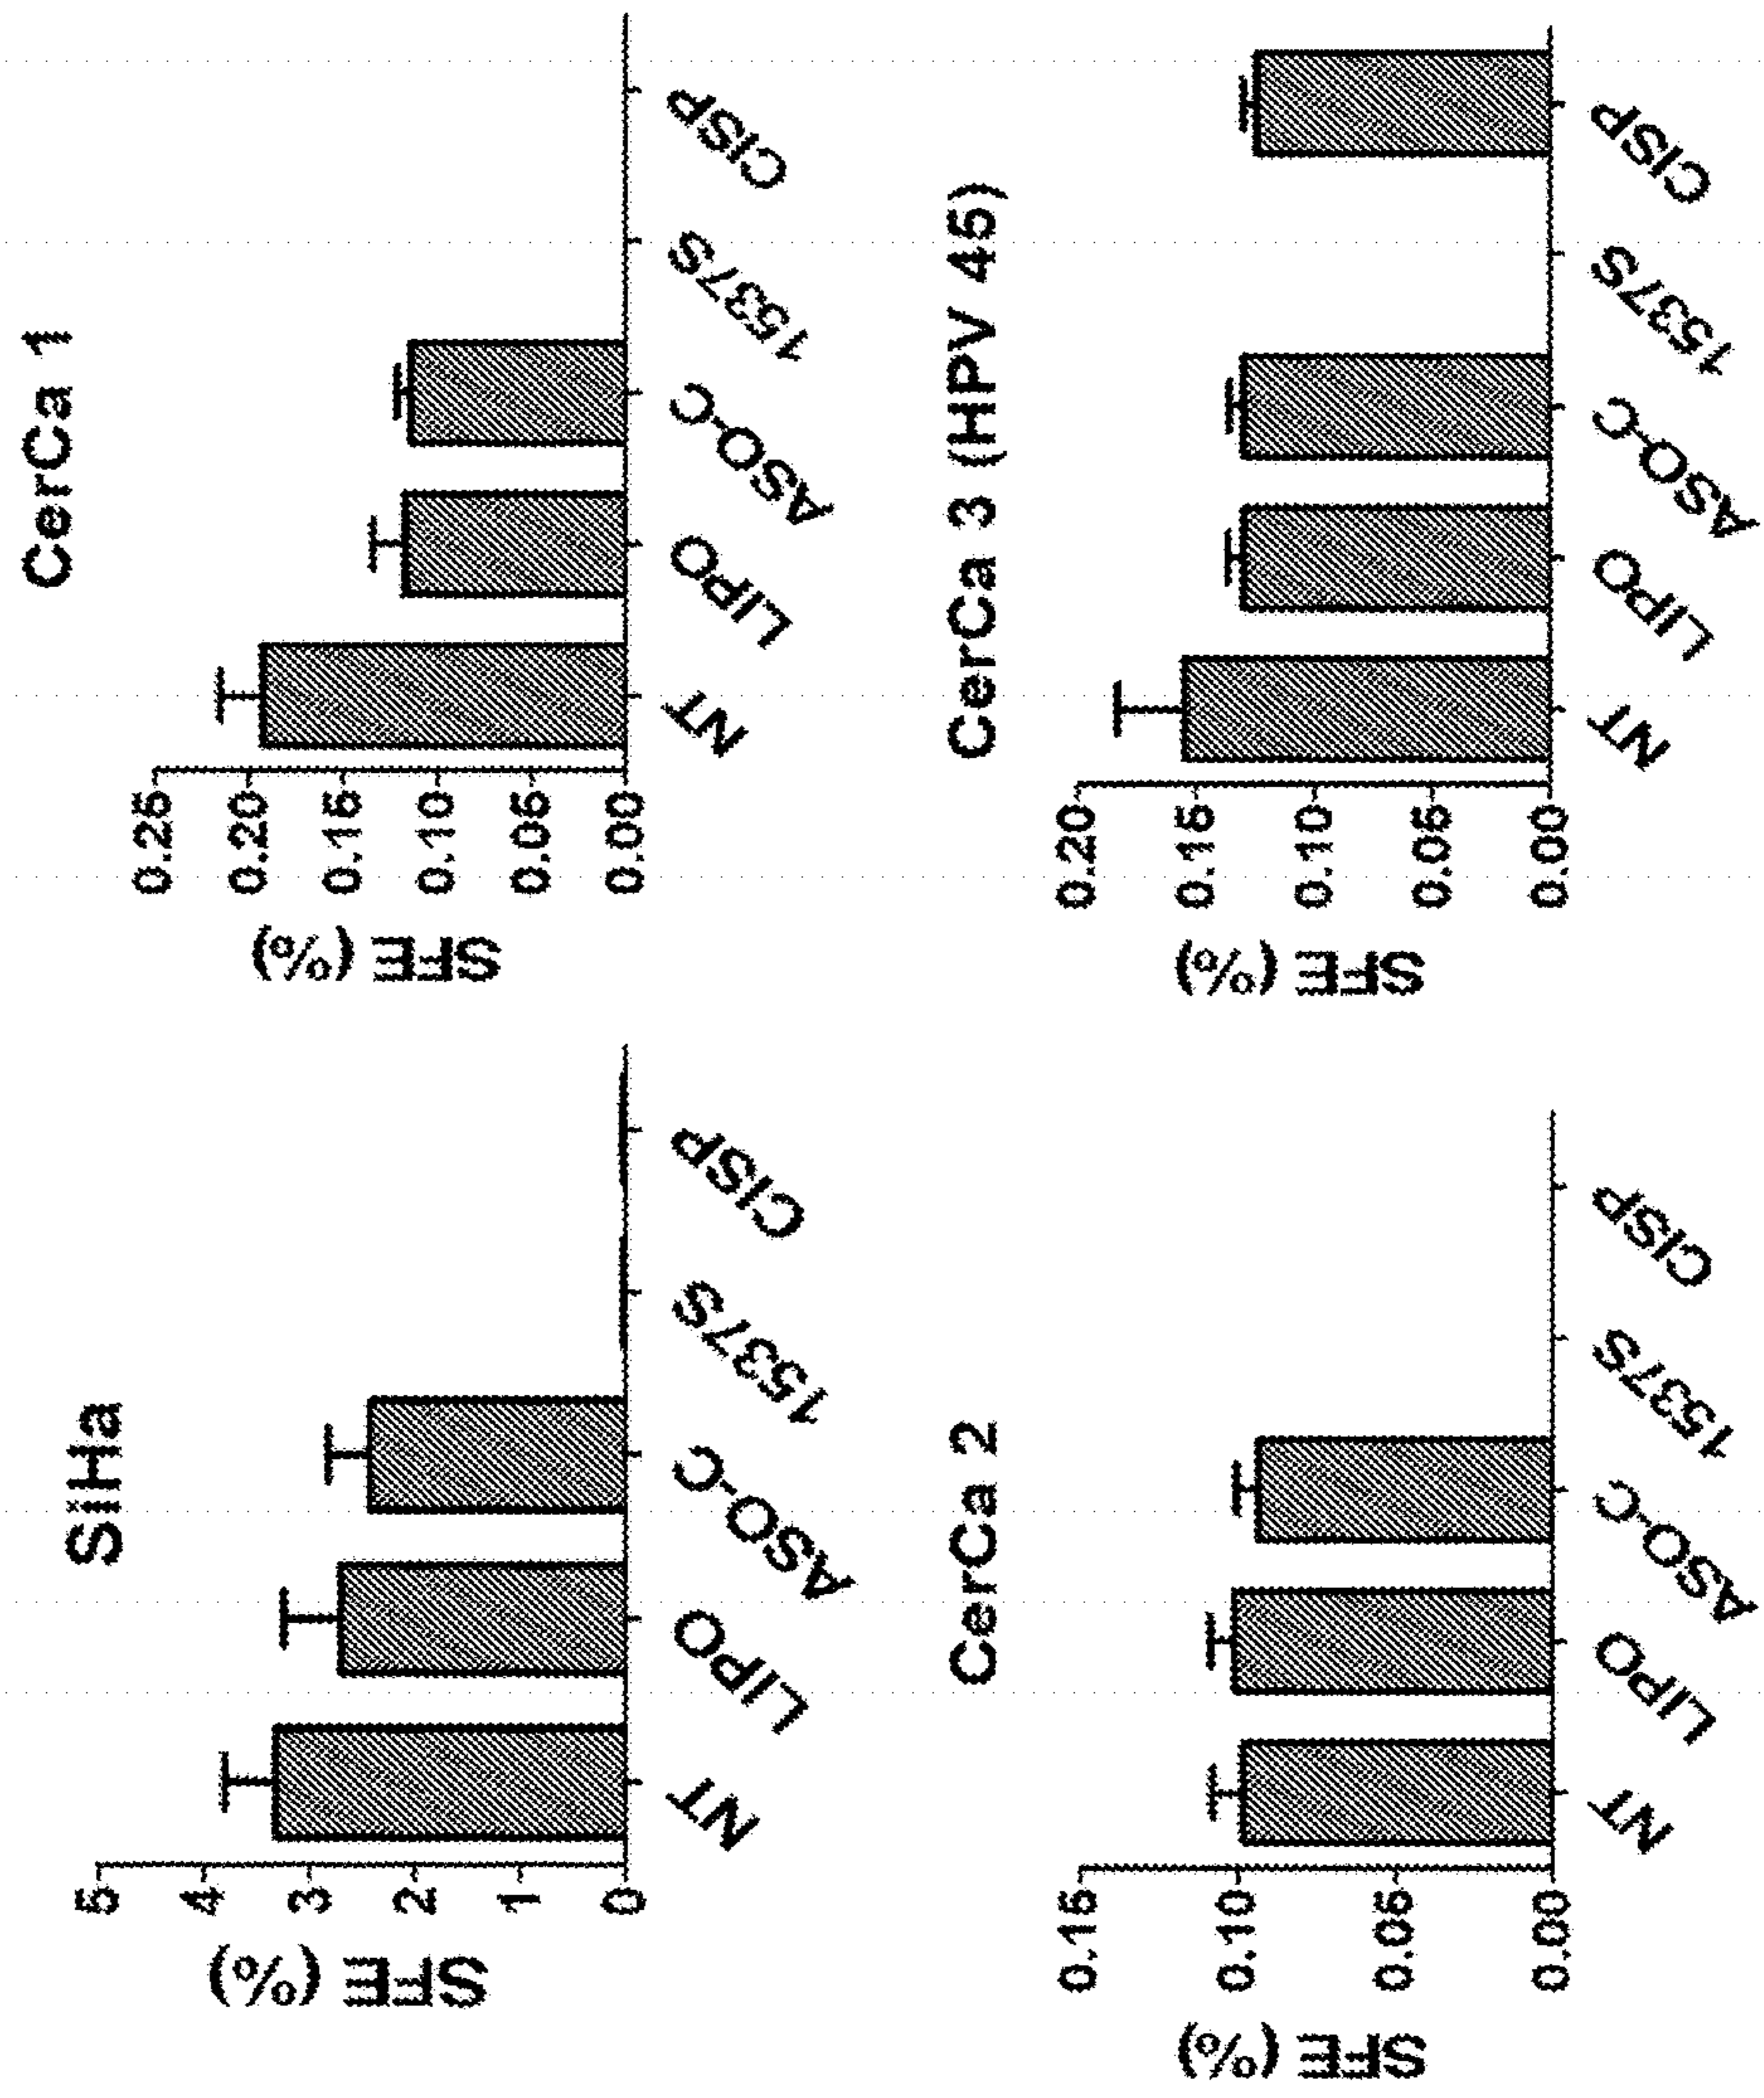 SiHa
SFE (%)
5
4
3
2
1
0
NT
LIPO
ASO-C
1537S
CISP
CerCa 1
SFE (%)
0.25
0.20
0.15
0.10
0.05
0.00
NT
LIPO
ASO-C
1537S
CISP
CerCa 2
SFE (%)
0.15
0.10
0.05
0.00
NT
LIPO
ASO-C
1537S
CISP
CerCa 3 (HPV 45)
SFE (%)
0.20
0.15
0.10
0.05
0.00
NT
LIPO
ASO-C
1537S
CISP